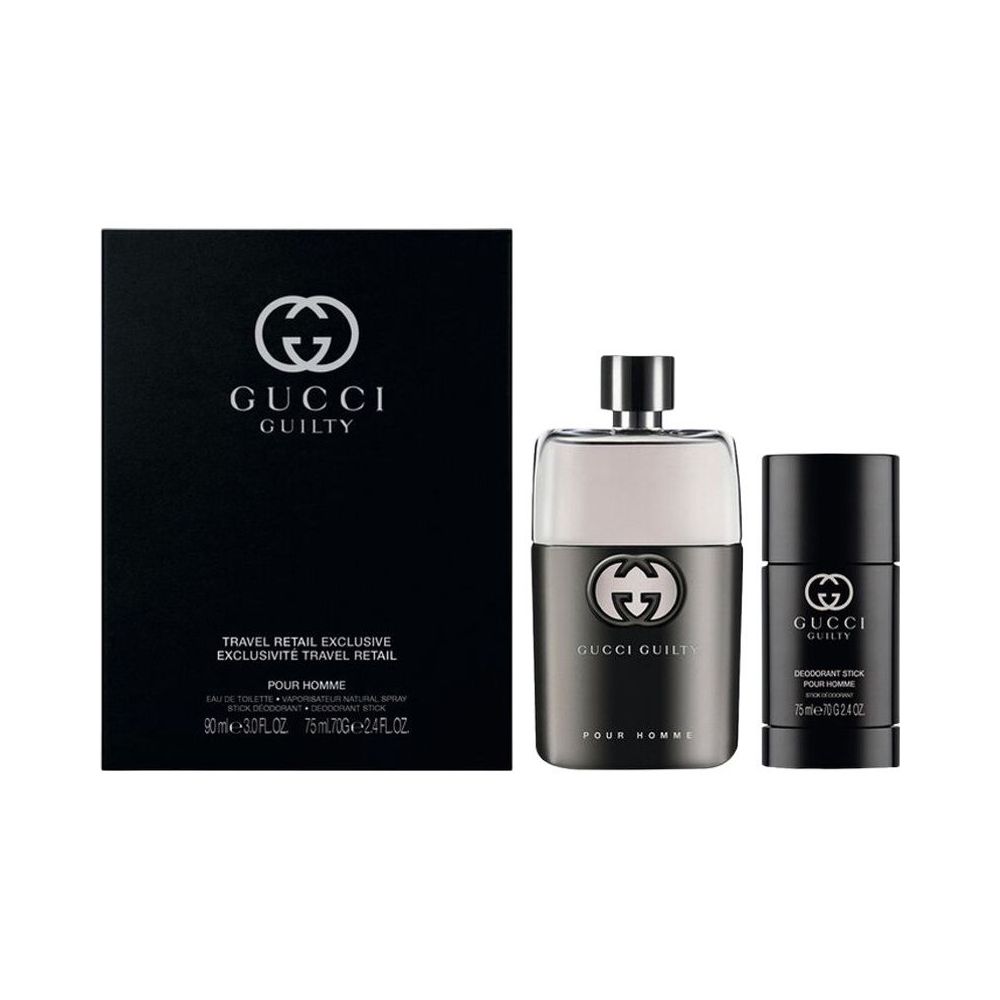 GUCCI
GUILTY
TRAVEL RETAIL EXCLUSIVE
EXCLUSIVITÉ TRAVEL RETAIL
POUR HOMME
EAU DE TOILETTE • VAPORISATEUR NATURAL SPRAY
STICK DÉODORANT • DEODORANT STICK
90 ml e 3.0 FL.OZ. 75 ml.70G e 2.4 FL.OZ.
GUCCI GUILTY
POUR HOMME
GUCCI
GUILTY
DEODORANT STICK
POUR HOMME
STICK DÉODORANT
75 ml e 70 G 2.4 OZ.